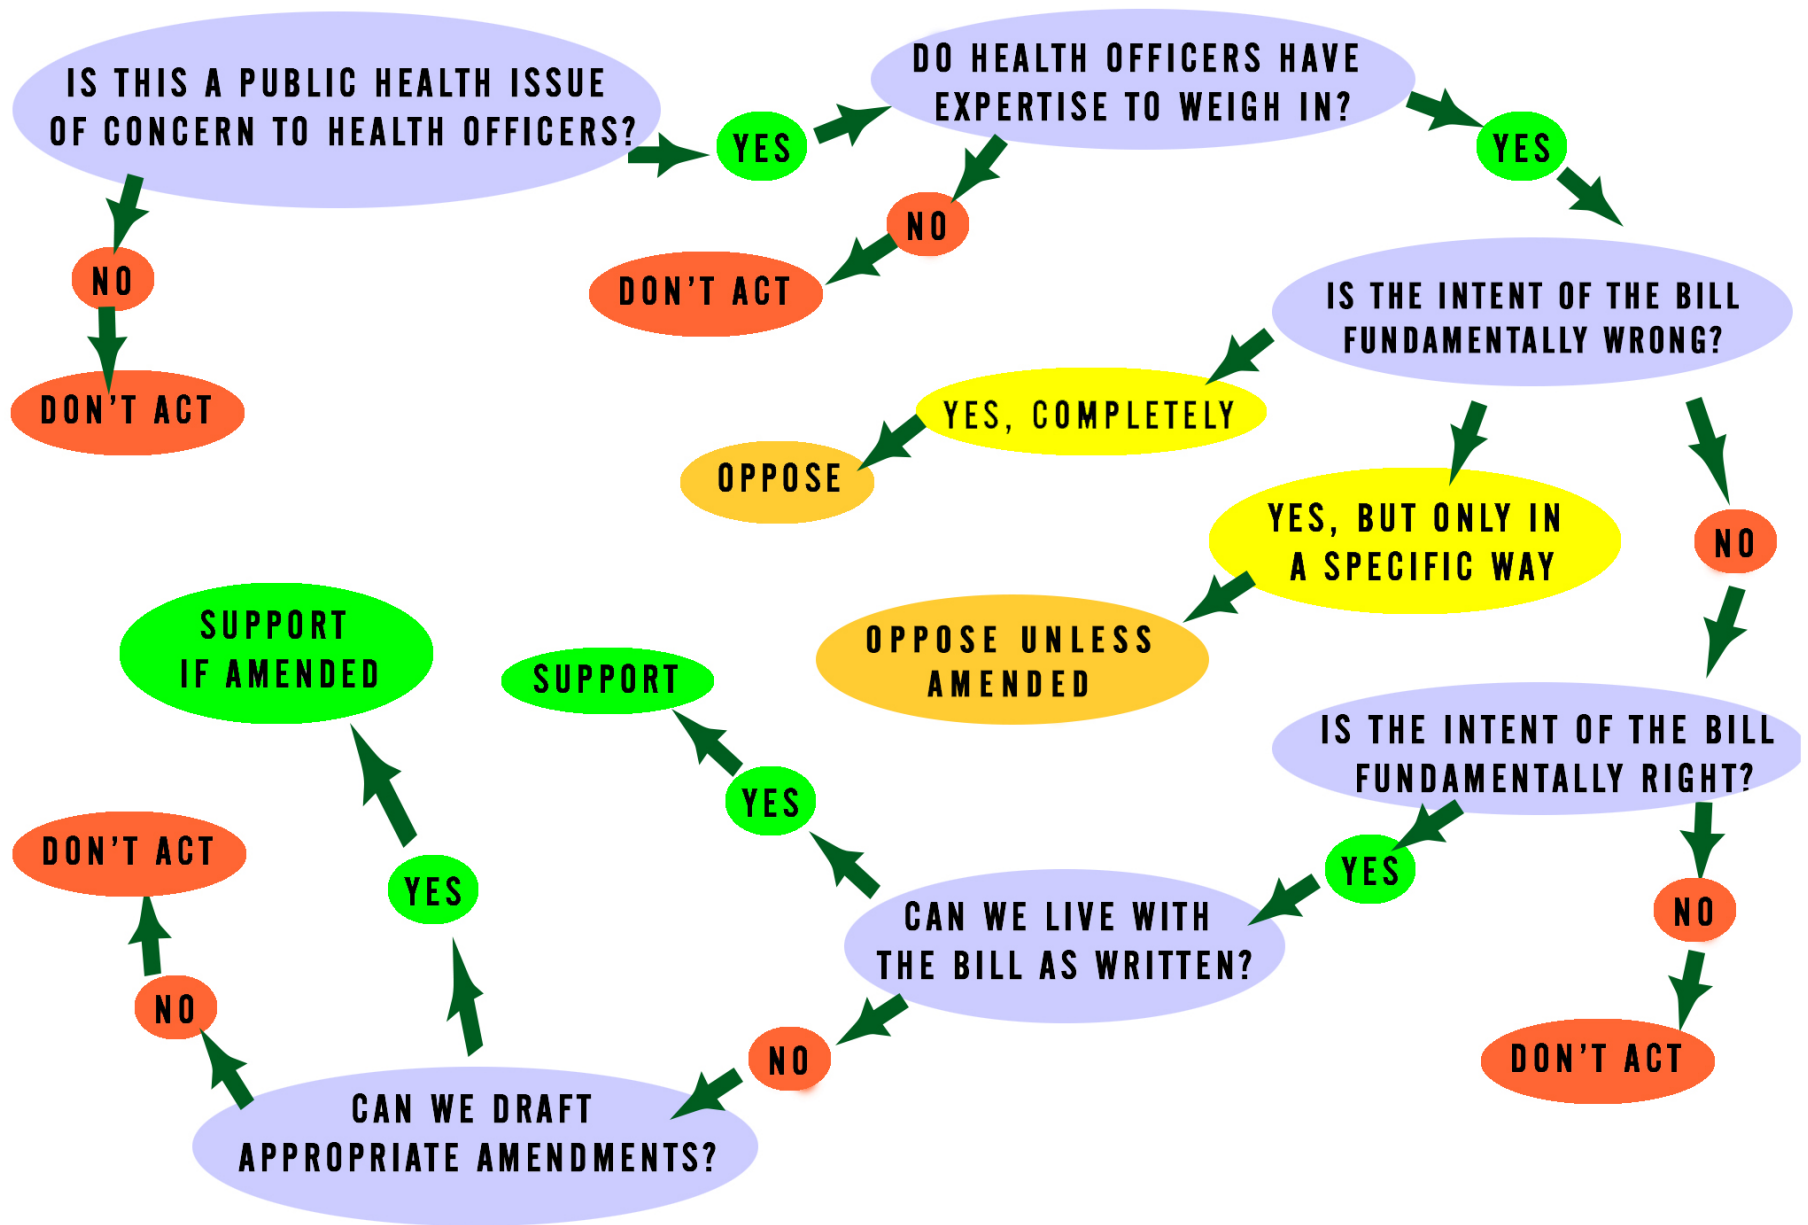 IS THIS A PUBLIC HEALTH ISSUE
OF CONCERN TO HEALTH OFFICERS?
YES
DO HEALTH OFFICERS HAVE
EXPERTISE TO WEIGH IN?
YES
NO
DON'T ACT
NO
DON'T ACT
IS THE INTENT OF THE BILL
FUNDAMENTALLY WRONG?
YES, COMPLETELY
OPPOSE
YES, BUT ONLY IN
A SPECIFIC WAY
OPPOSE UNLESS
AMENDED
NO
IS THE INTENT OF THE BILL
FUNDAMENTALLY RIGHT?
NO
DON'T ACT
YES
CAN WE LIVE WITH
THE BILL AS WRITTEN?
YES
SUPPORT
NO
CAN WE DRAFT
APPROPRIATE AMENDMENTS?
YES
SUPPORT
IF AMENDED
NO
DON'T ACT